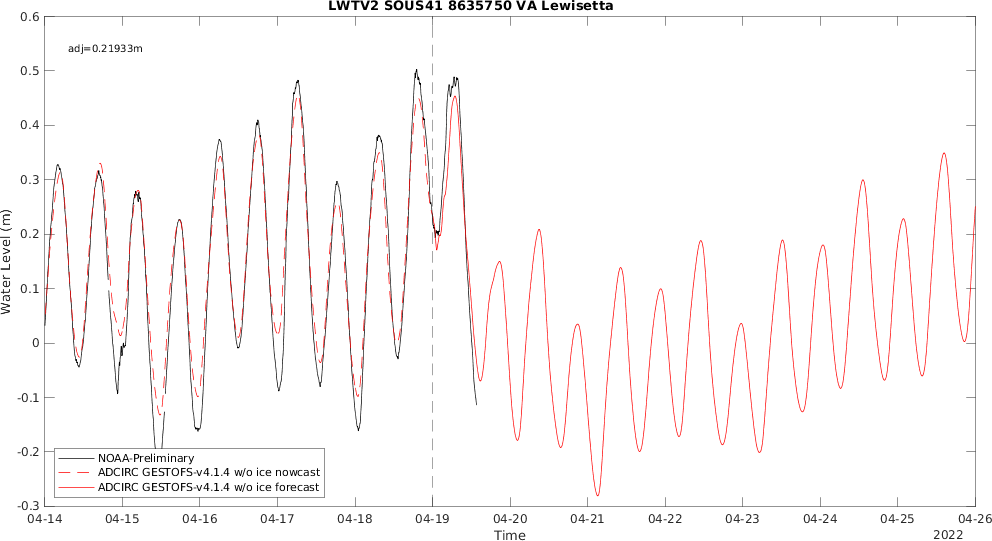 LWTV2 SOUS41 8635750 VA Lewisetta
adj=0.21933m
Water Level (m)
0.6
0.5
0.4
0.3
0.2
0.1
0
-0.1
-0.2
-0.3
NOAA-Preliminary
ADCIRC GESTOFS-v4.1.4 w/o ice nowcast
ADCIRC GESTOFS-v4.1.4 w/o ice forecast
04-14 04-15 04-16 04-17 04-18 04-19 04-20 04-21 04-22 04-23 04-24 04-25 04-26
Time
2022